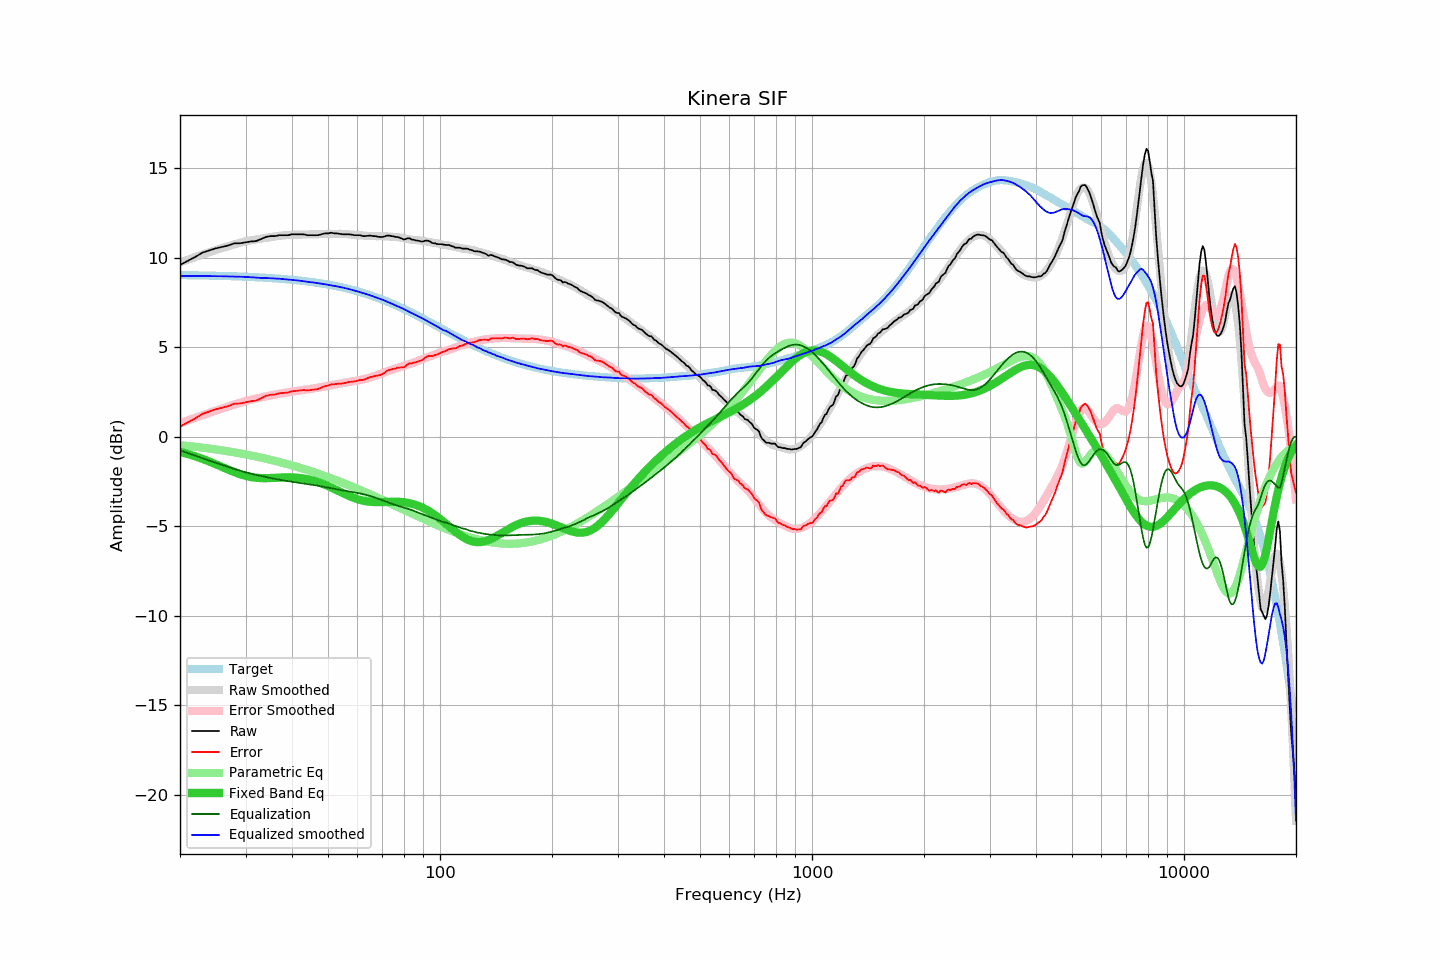 Kinera SIF
Amplitude (dBr)
15
10
5
0
−5
−10
−15
−20
Target
Raw Smoothed
Error Smoothed
Raw
Error
Parametric Eq
Fixed Band Eq
Equalization
Equalized smoothed
100
1000
10000
Frequency (Hz)